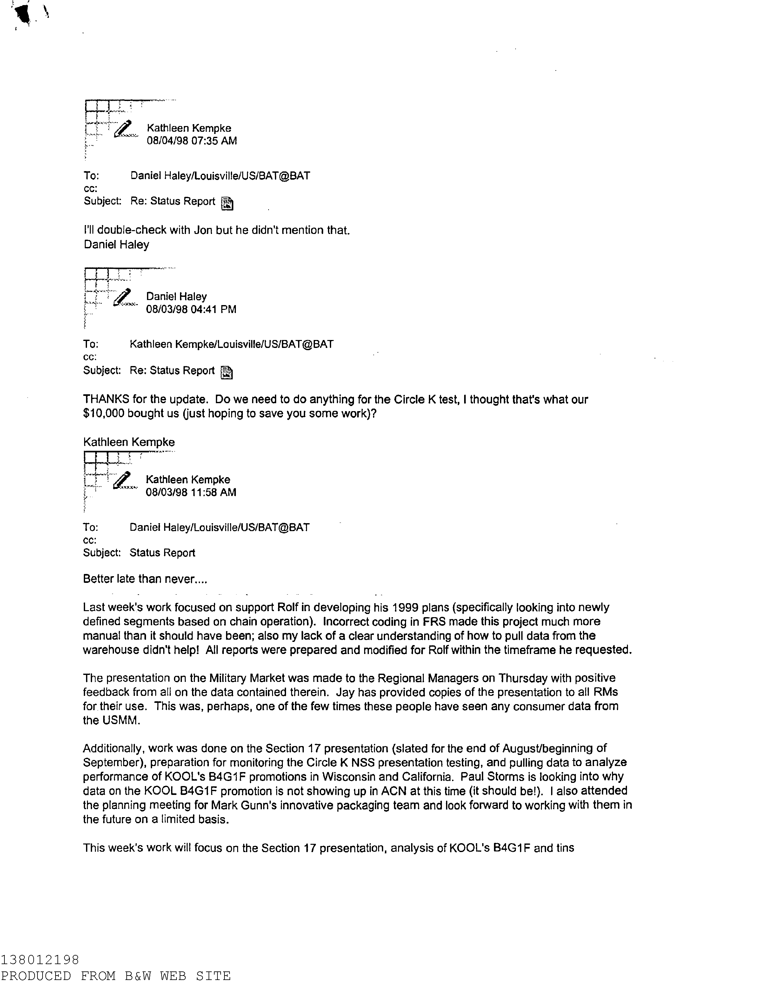 Kathleen Kempke
08/04/98 07:35 AM
To: Daniel Haley/Louisville/US/BAT@BAT
cc:
Subject: Re: Status Report
I'll double-check with Jon but he didn't mention that.
Daniel Haley
Daniel Haley
08/03/98 04:41 PM
To: Kathleen Kempke/Louisville/US/BAT@BAT
cc:
Subject: Re: Status Report
THANKS for the update. Do we need to do anything for the Circle K test, I thought that's what our
$10,000 bought us (just hoping to save you some work)?
Kathleen Kempke
Kathleen Kempke
08/03/98 11:58 AM
To: Daniel Haley/Louisville/US/BAT@BAT
cc:
Subject: Status Report
Better late than never....
Last week's work focused on support Rolf in developing his 1999 plans (specifically looking into newly
defined segments based on chain operation). Incorrect coding in FRS made this project much more
manual than it should have been; also my lack of a clear understanding of how to pull data from the
warehouse didn't help! All reports were prepared and modified for Rolf within the timeframe he requested.
The presentation on the Military Market was made to the Regional Managers on Thursday with positive
feedback from all on the data contained therein. Jay has provided copies of the presentation to all RMs
for their use. This was, perhaps, one of the few times these people have seen any consumer data from
the USMM.
Additionally, work was done on the Section 17 presentation (slated for the end of August/beginning of
September), preparation for monitoring the Circle K NSS presentation testing, and pulling data to analyze
performance of KOOL's B4G1F promotions in Wisconsin and California. Paul Storms is looking into why
data on the KOOL B4G1F promotion is not showing up in ACN at this time (it should be!). I also attended
the planning meeting for Mark Gunn's innovative packaging team and look forward to working with them in
the future on a limited basis.
This week's work will focus on the Section 17 presentation, analysis of KOOL's B4G1F and tins
138012198
PRODUCED FROM B&W WEB SITE